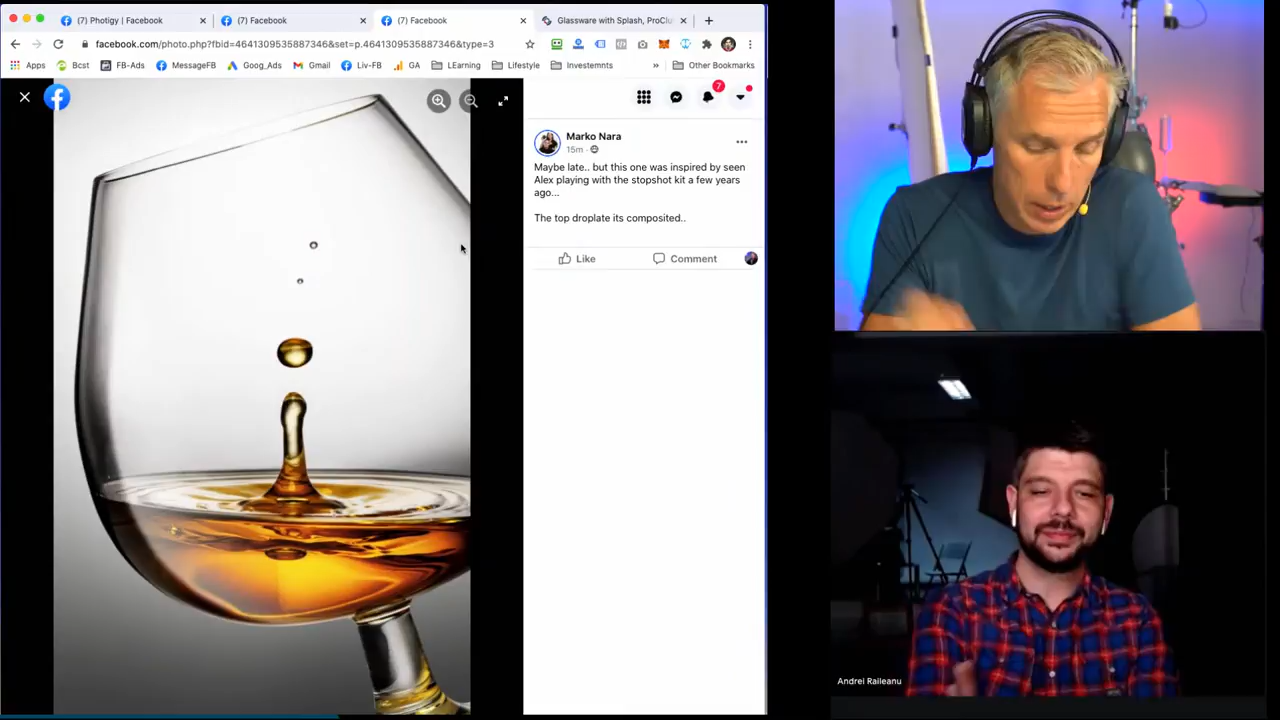 (7) Photigy | Facebook
(7) Facebook
(7) Facebook
Glassware with Splash, ProClu
facebook.com/photo.php?fbid=4641309535887346&set=p.4641309535887346&type=3
Apps
Bcst
FB-Ads
MessageFB
Goog_Ads
Gmail
Liv-FB
GA
LEarning
Lifestyle
Investemnts
»
Other Bookmarks
7
Marko Nara
15m
Maybe late.. but this one was inspired by seen
Alex playing with the stopshot kit a few years
ago...
The top droplate its composited..
Like
Comment
Andrei Raileanu